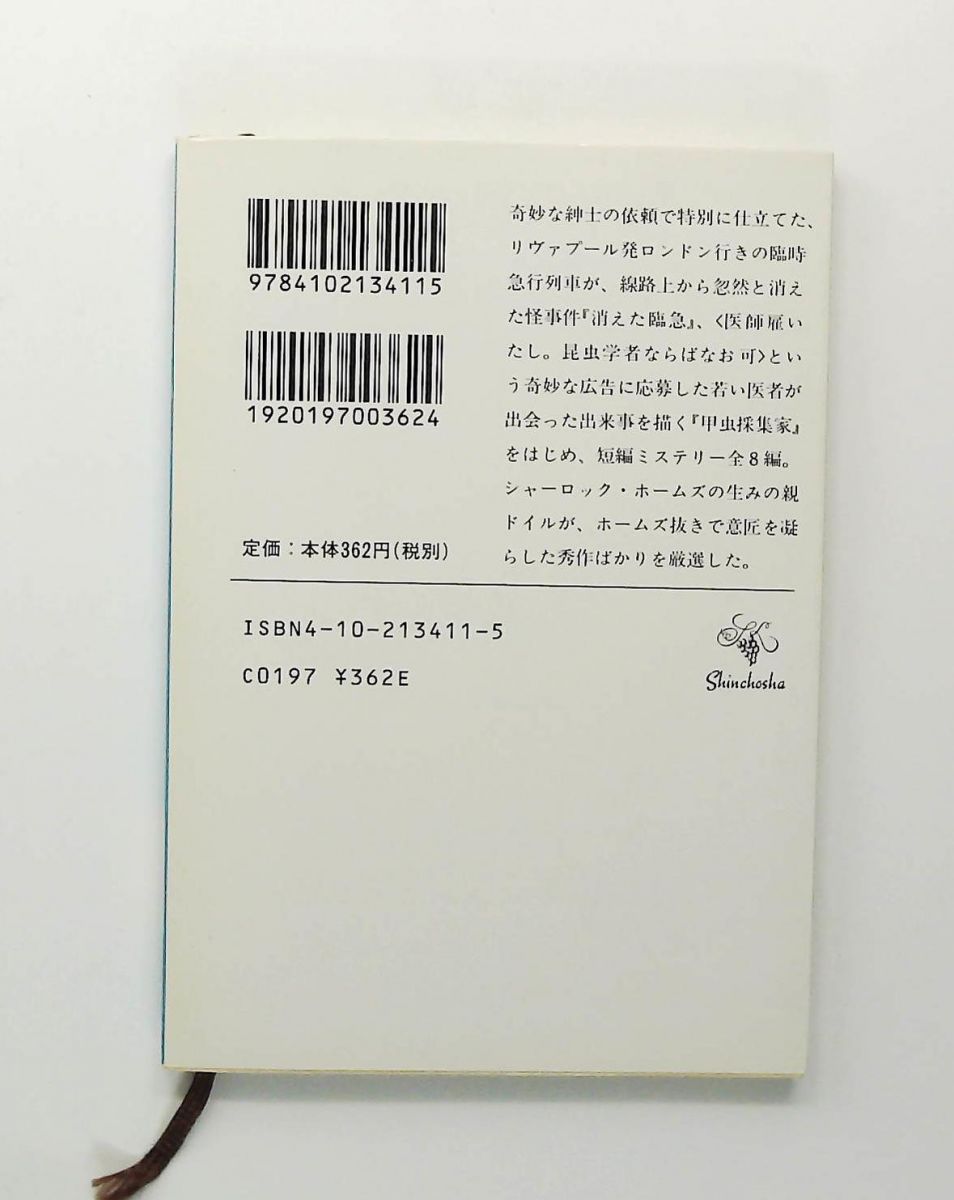 9784102134115
1920197003624
定価：本体362円(税別)
奇妙な紳士の依頼で特別に仕立てた、
リヴァプール発ロンドン行きの臨時
急行列車が、線路上から忽然と消え
た怪事件『消えた臨急』、〈医師雇い
たし。昆虫学者ならばなお可〉とい
う奇妙な広告に応募した若い医者が
出会った出来事を描く『甲虫採集家』
をはじめ、短編ミステリー全8編。
シャーロック・ホームズの生みの親
ドイルが、ホームズ抜きで意匠を凝
らした秀作ばかりを厳選した。
ISBN4-10-213411-5
C0197 ¥362E
Shinchosha